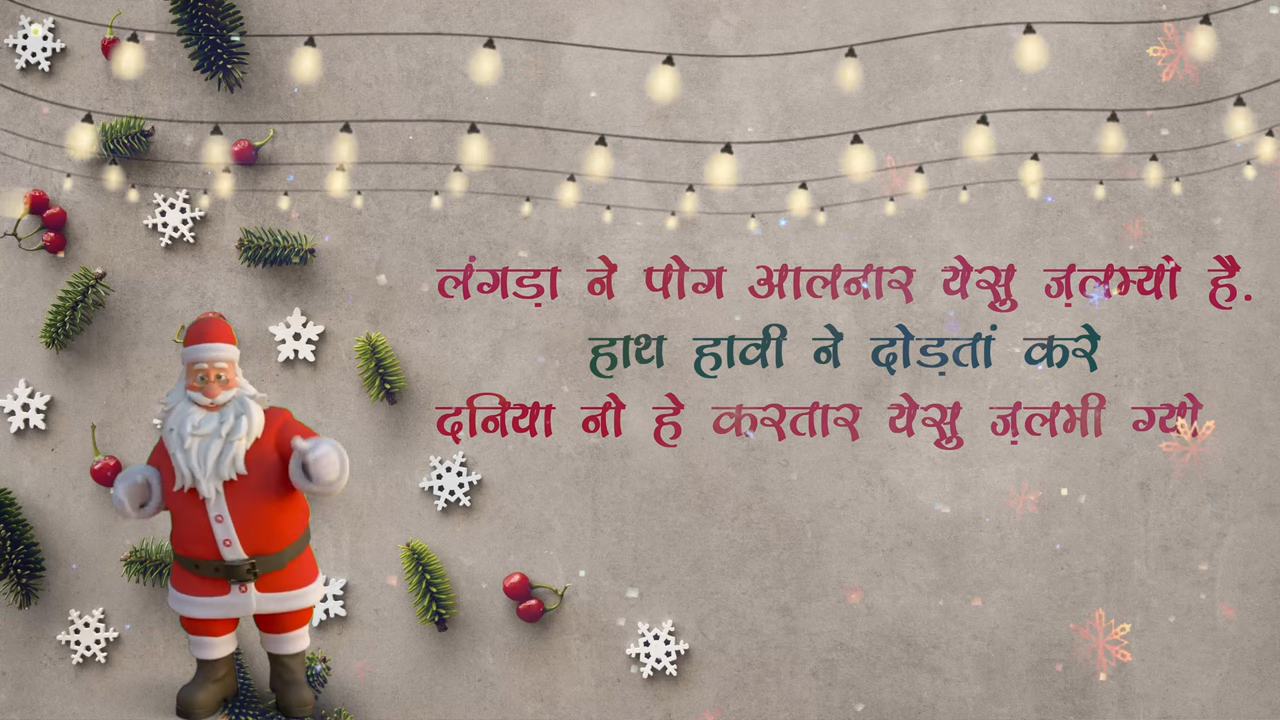 लंगड़ा ने पोग आलनार येसु ज़लम्यो है.
हाथ हावी ने दोड़तां करे
दनिया नो हे करतार येसु ज़लमी ग्यो